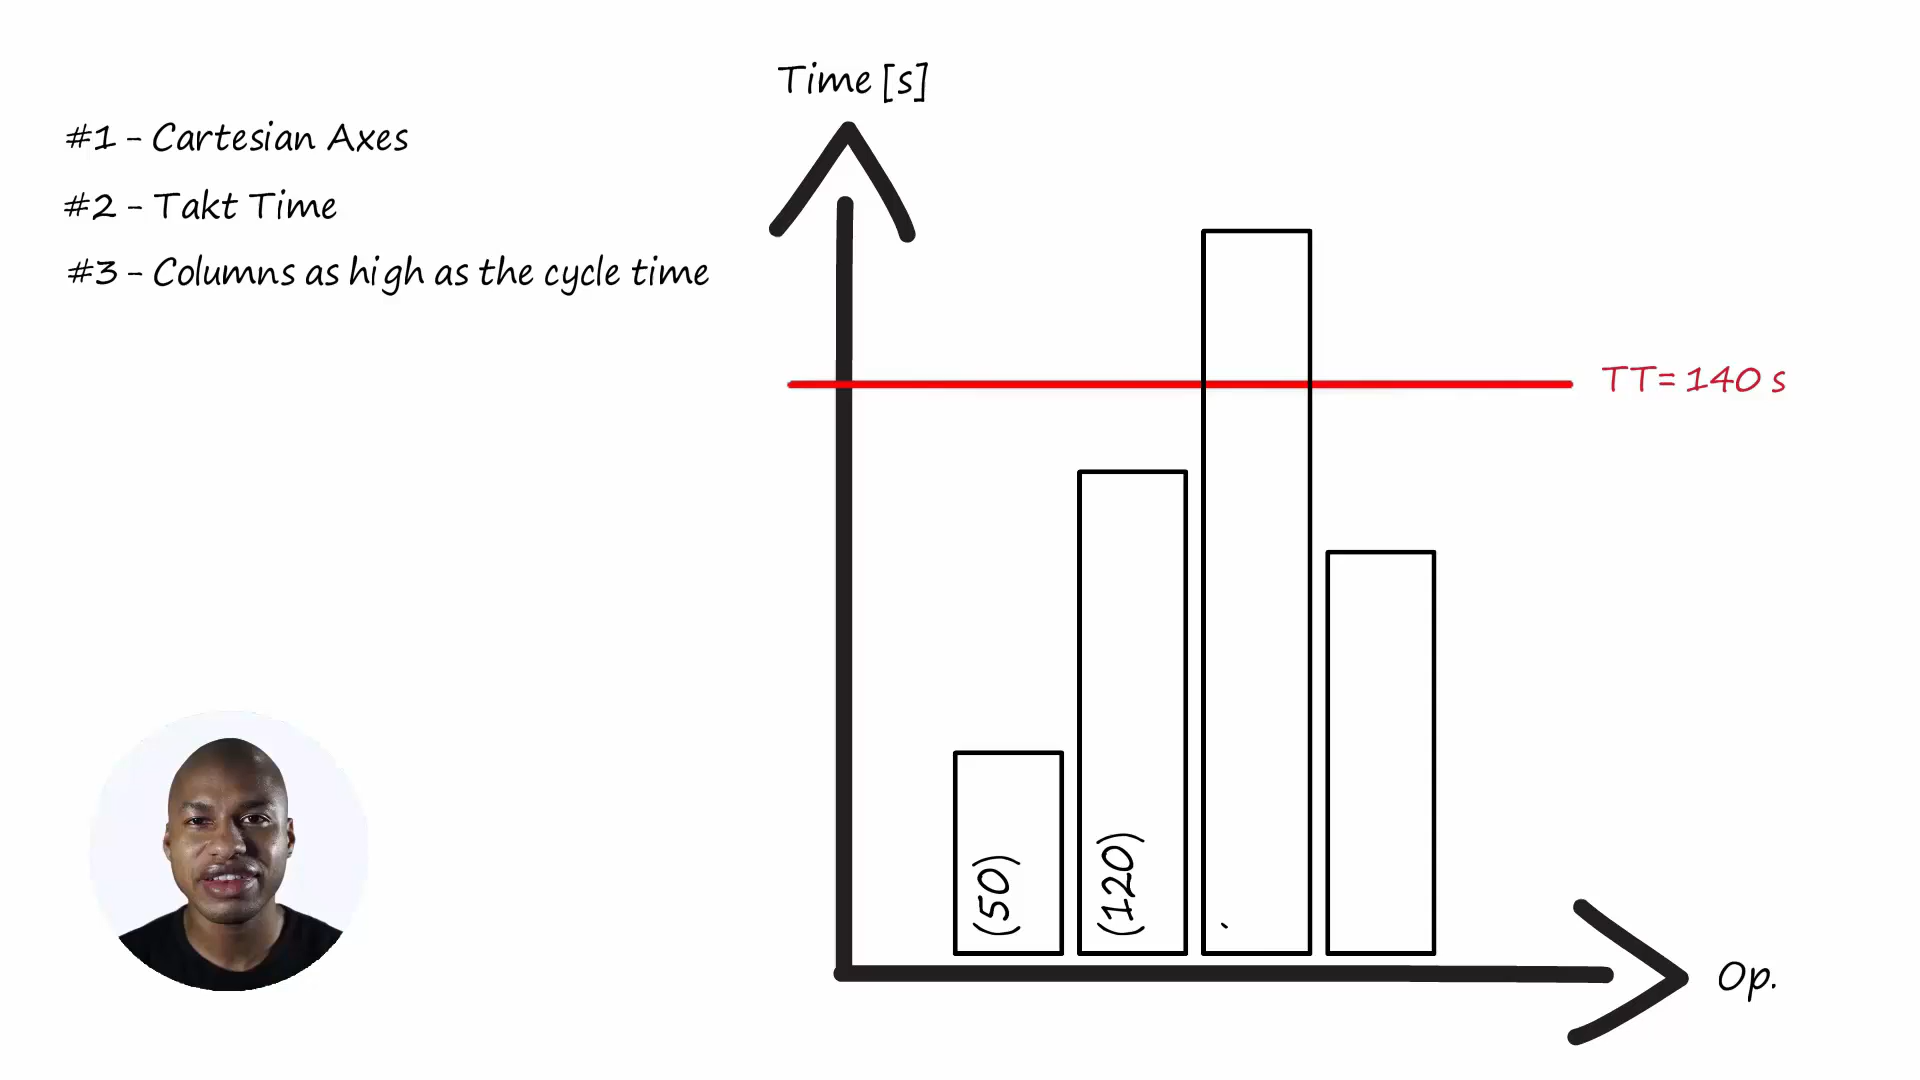 Time [s]
#1 - Cartesian Axes
#2 - Takt Time
#3 - Columns as high as the cycle time
TT= 140 s
(50)
(120)
Op.